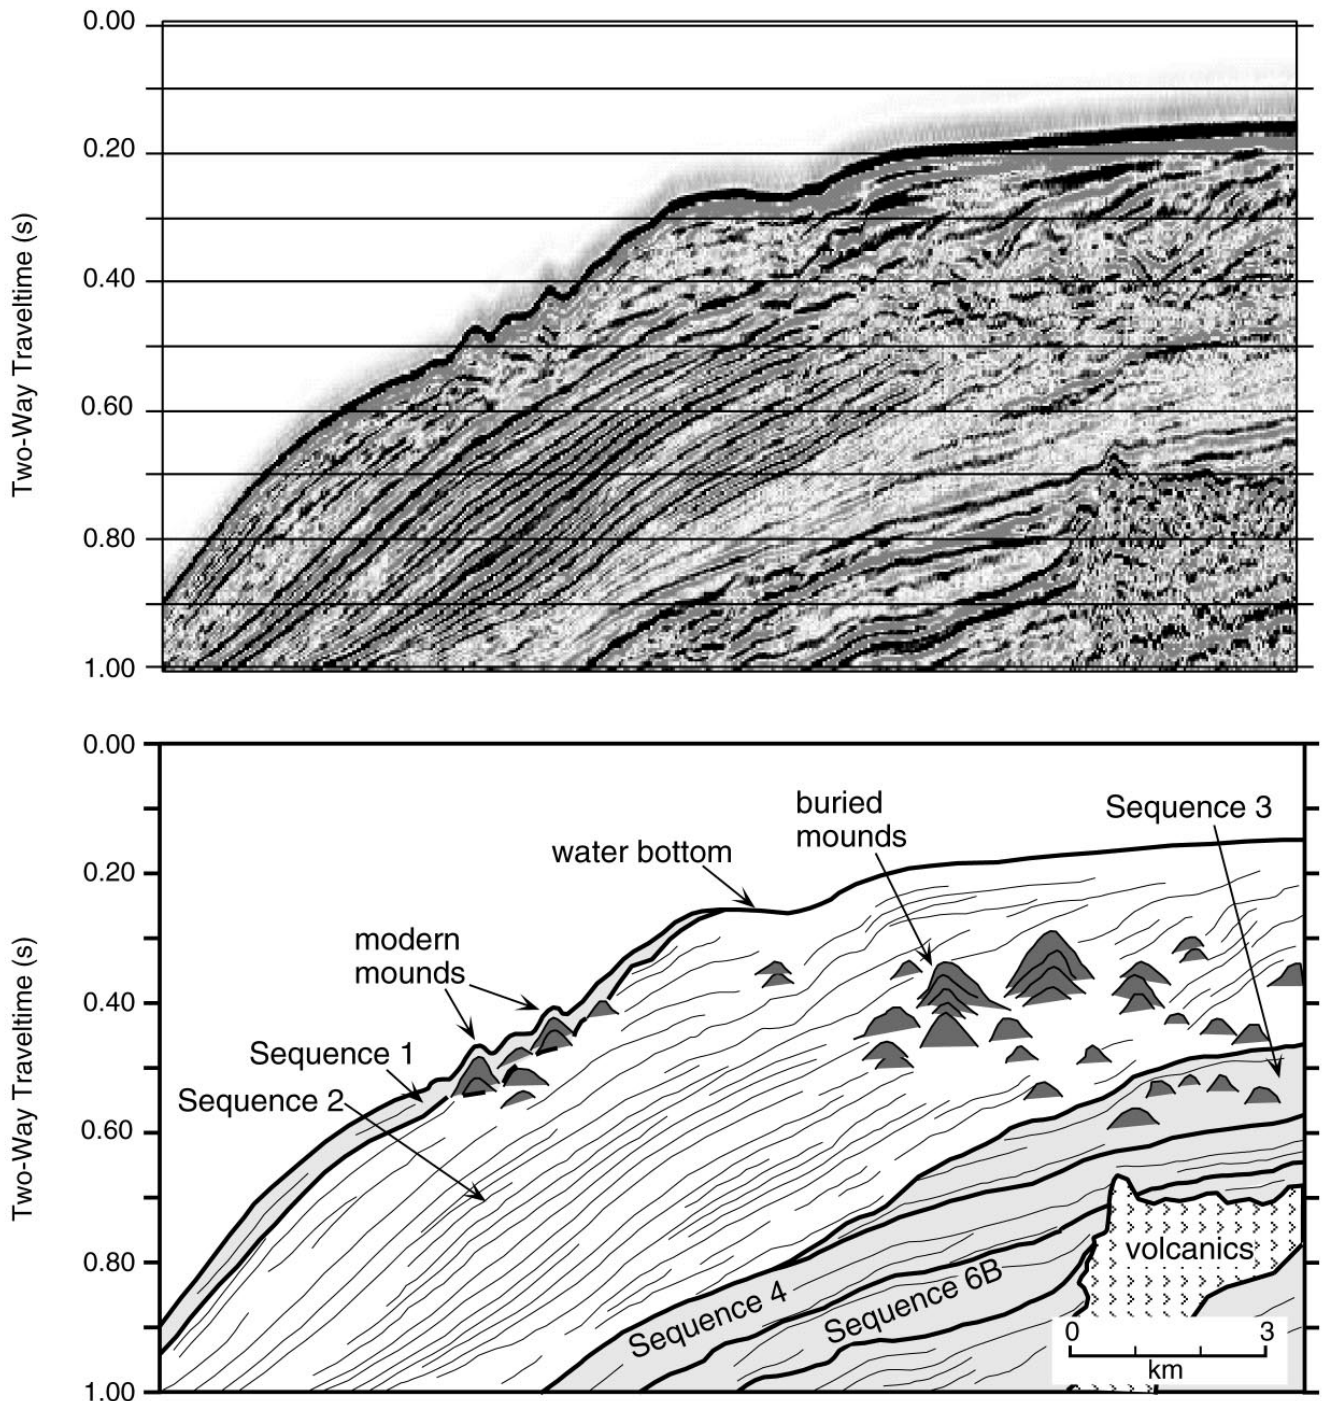 0.00
0.20
0.40
0.60
0.80
1.00
Two-Way Traveltime (s)
0.00
0.20
0.40
0.60
0.80
1.00
Two-Way Traveltime (s)
buried
mounds
Sequence 3
water bottom
modern
mounds
Sequence 1
Sequence 2
volcanics
Sequence 4
Sequence 6B
0 3
km